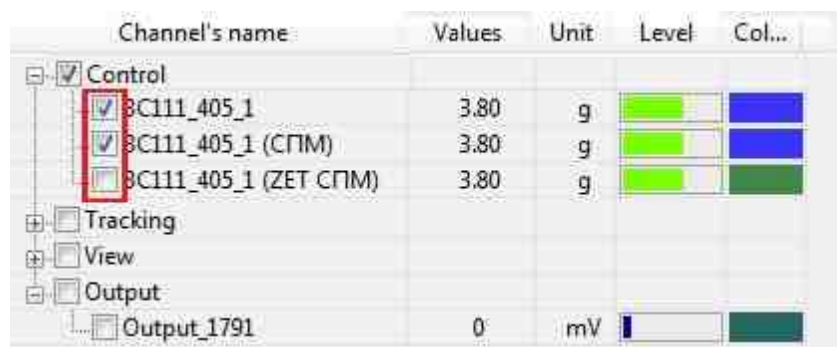 Channel's name Values Unit Level Col...
Control
BC111_405_1 3.80 g
BC111_405_1 (СПМ) 3.80 g
BC111_405_1 (ZET СПМ) 3.80 g
Tracking
View
Output
Output_1791 0 mV